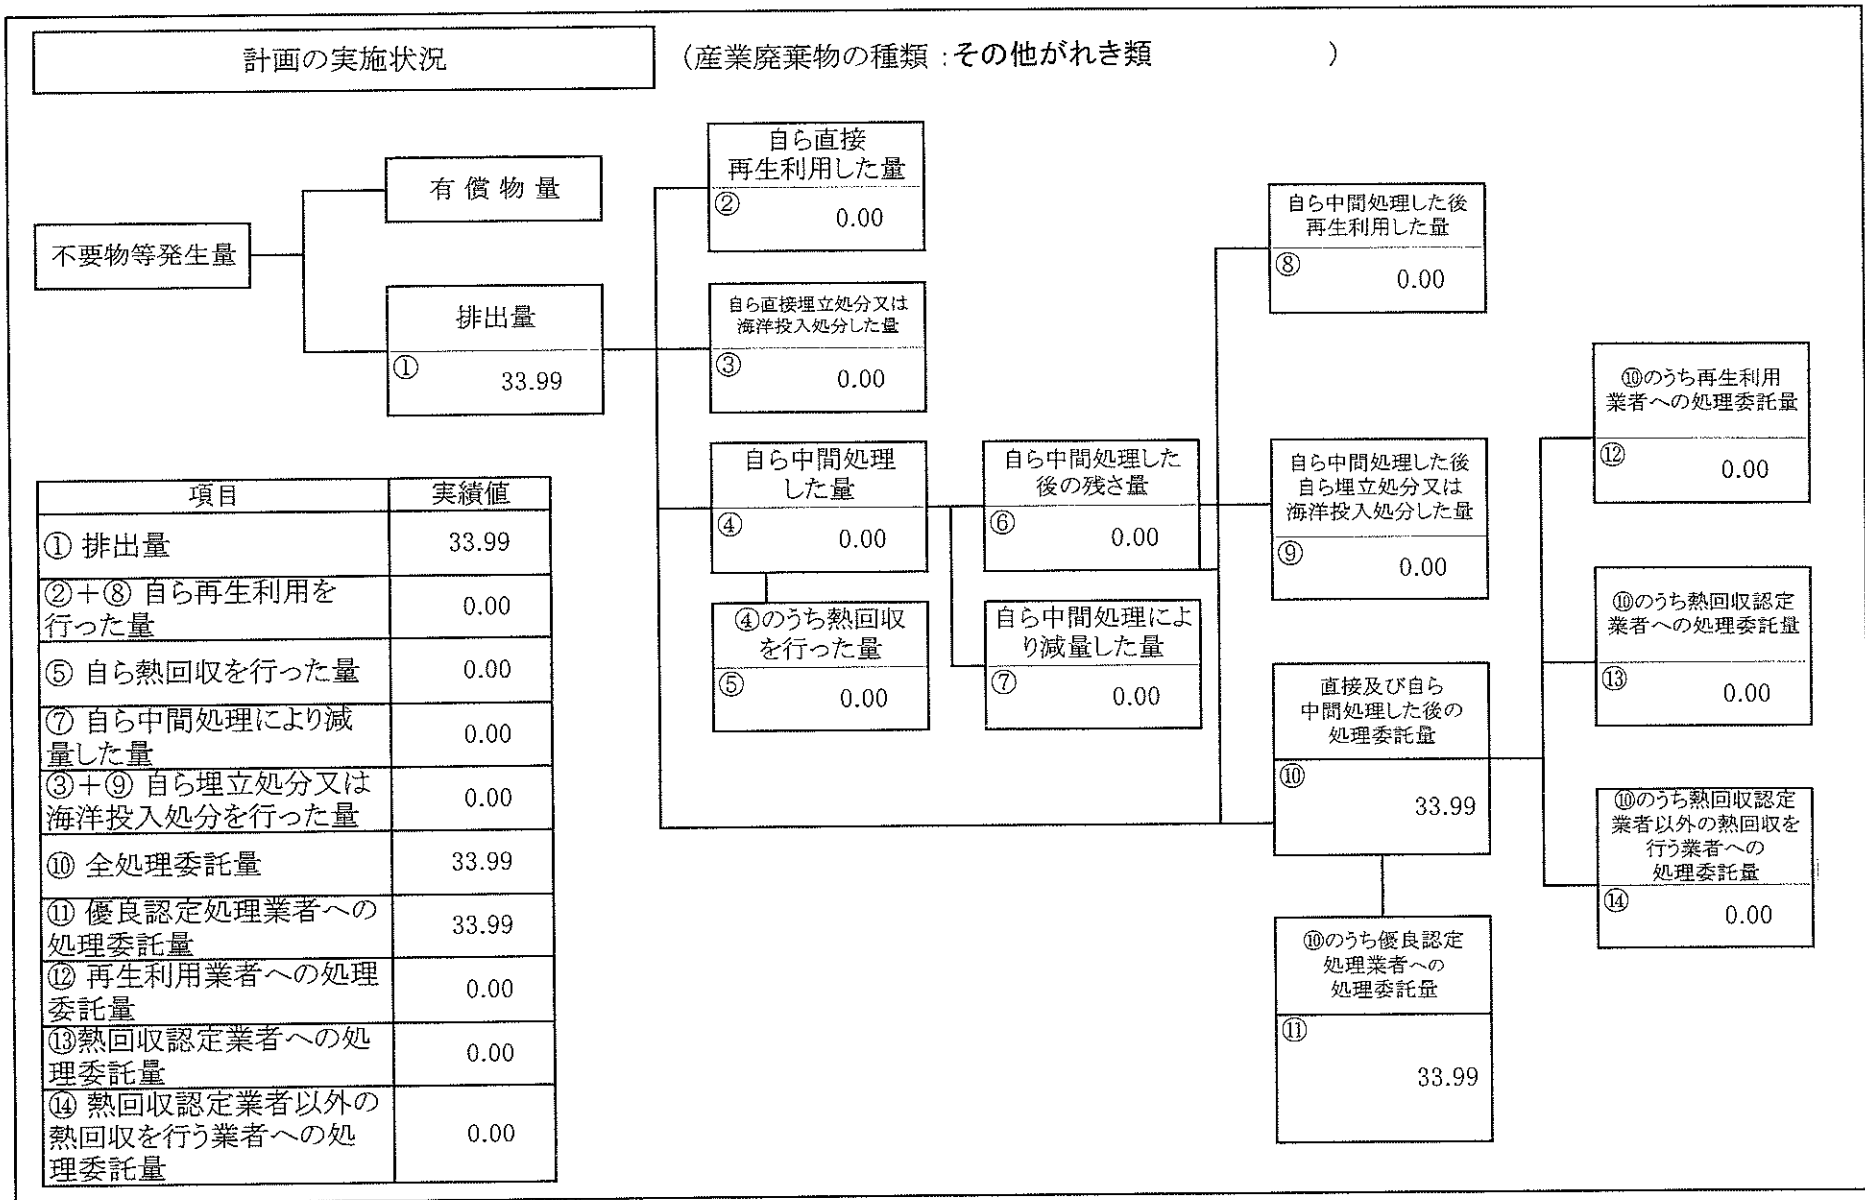 計画の実施状況
(産業廃棄物の種類:その他がれき類 )
不要物等発生量
有償物量
排出量
①
33.99
自ら直接
再生利用した量
②
0.00
自ら直接埋立処分又は
海洋投入処分した量
③
0.00
自ら中間処理
した量
④
0.00
④のうち熱回収
を行った量
⑤
0.00
自ら中間処理した
後の残さ量
⑥
0.00
自ら中間処理によ
り減量した量
⑦
0.00
自ら中間処理した後
再生利用した量
⑧
0.00
自ら中間処理した後
自ら埋立処分又は
海洋投入処分した量
⑨
0.00
直接及び自ら
中間処理した後の
処理委託量
⑩
33.99
⑩のうち優良認定
処理業者への
処理委託量
⑪
33.99
⑩のうち再生利用
業者への処理委託量
⑫
0.00
⑩のうち熱回収認定
業者への処理委託量
⑬
0.00
⑩のうち熱回収認定
業者以外の熱回収を
行う業者への
処理委託量
⑭
0.00
項目 実績値
① 排出量 33.99
②+⑧ 自ら再生利用を
行った量 0.00
⑤ 自ら熱回収を行った量 0.00
⑦ 自ら中間処理により減
量した量 0.00
③+⑨ 自ら埋立処分又は
海洋投入処分を行った量 0.00
⑩ 全処理委託量 33.99
⑪ 優良認定処理業者への
処理委託量 33.99
⑫ 再生利用業者への処理
委託量 0.00
⑬熱回収認定業者への処
理委託量 0.00
⑭ 熱回収認定業者以外の
熱回収を行う業者への処
理委託量 0.00